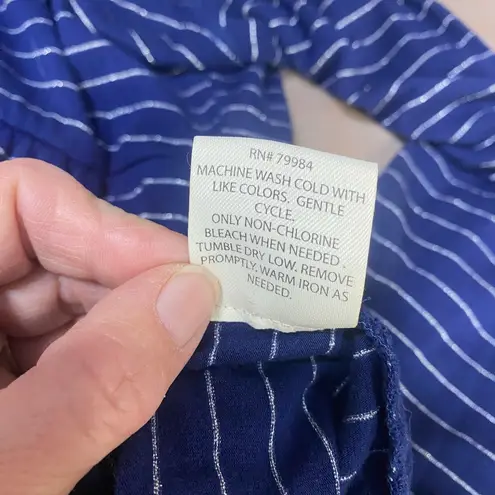 RN# 79984
MACHINE WASH COLD WITH
LIKE COLORS. GENTLE
CYCLE.
ONLY NON-CHLORINE
BLEACH WHEN NEEDED .
TUMBLE DRY LOW. REMOVE
PROMPTLY. WARM IRON AS
NEEDED.